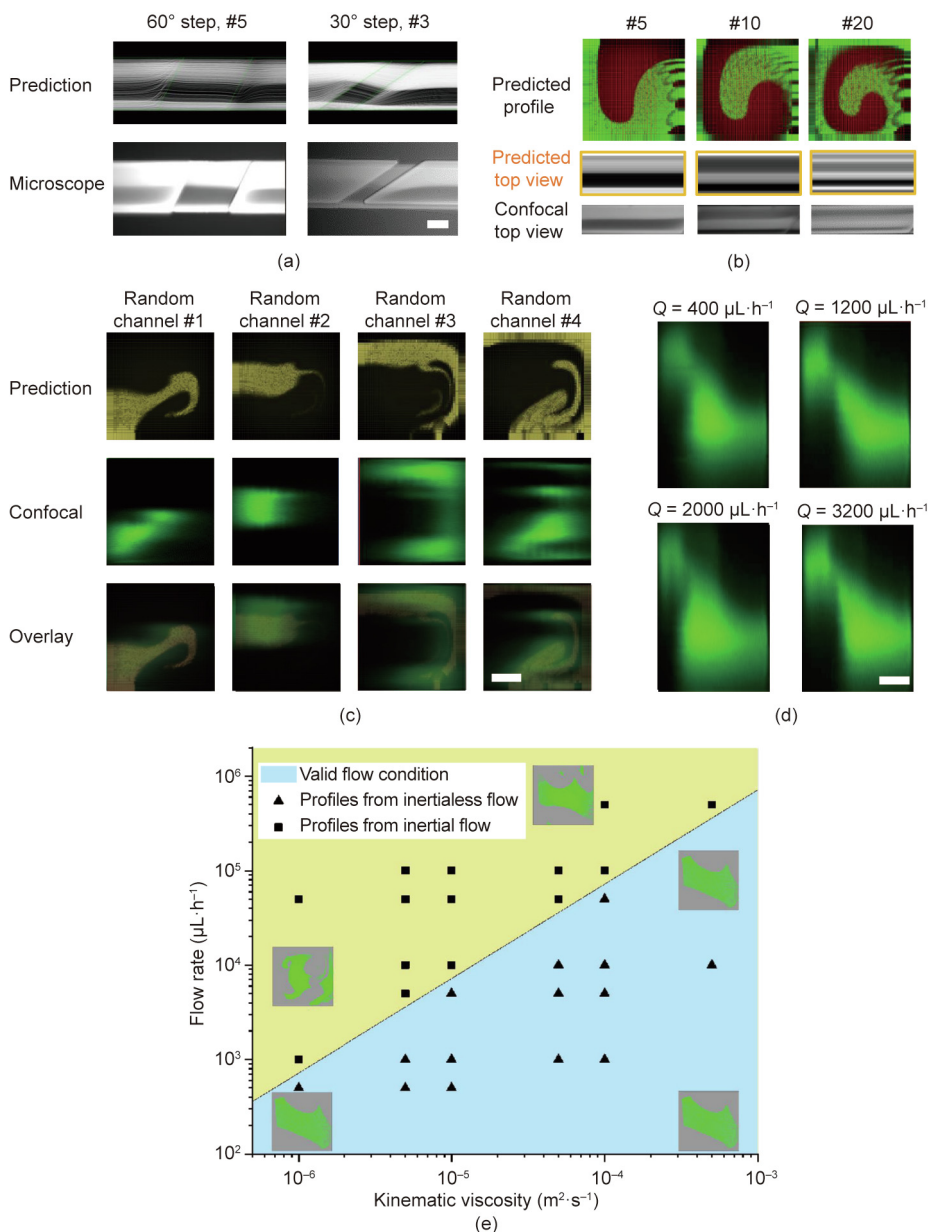 60° step, #5
30° step, #3
Prediction
Microscope
(a)
#5
#10
#20
Predicted
profile
Predicted
top view
Confocal
top view
(b)
Random
channel #1
Random
channel #2
Random
channel #3
Random
channel #4
Prediction
Confocal
Overlay
(c)
Q = 400 μL·h⁻¹
Q = 1200 μL·h⁻¹
Q = 2000 μL·h⁻¹
Q = 3200 μL·h⁻¹
(d)
Valid flow condition
Profiles from inertialess flow
Profiles from inertial flow
Flow rate (μL·h⁻¹)
10⁶
10⁵
10⁴
10³
10²
10⁻⁶
10⁻⁵
10⁻⁴
10⁻³
Kinematic viscosity (m²·s⁻¹)
(e)